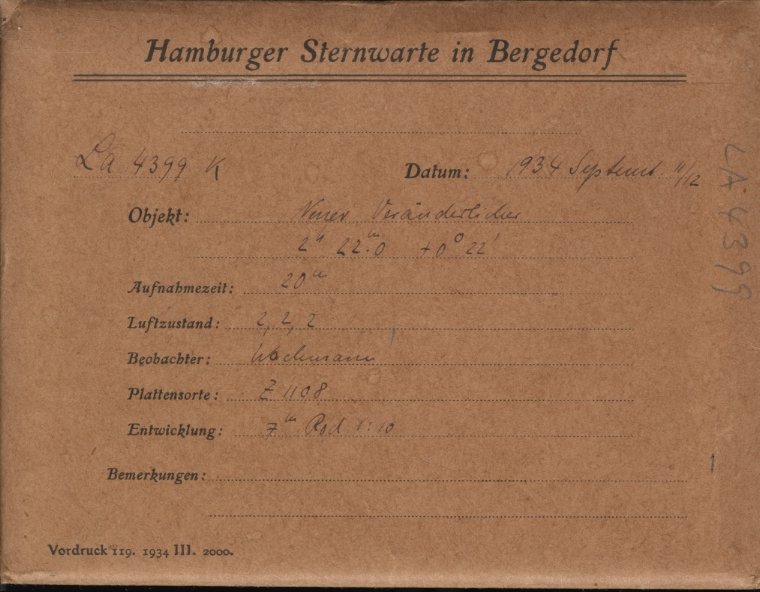 Hamburger Sternwarte in Bergedorf
La 4399 K Datum: 1934 Septemb 11/12
Objekt: Neuer Veränderlicher
2h 22m.0 +0° 22'
Aufnahmezeit: 20m
Luftzustand: 2, 2, 2
Beobachter: Wachmann
Plattensorte: Z 1108
Entwicklung: 7m Rod 1:10
Bemerkungen:
Vordruck 119. 1934 III. 2000.
LA 4399